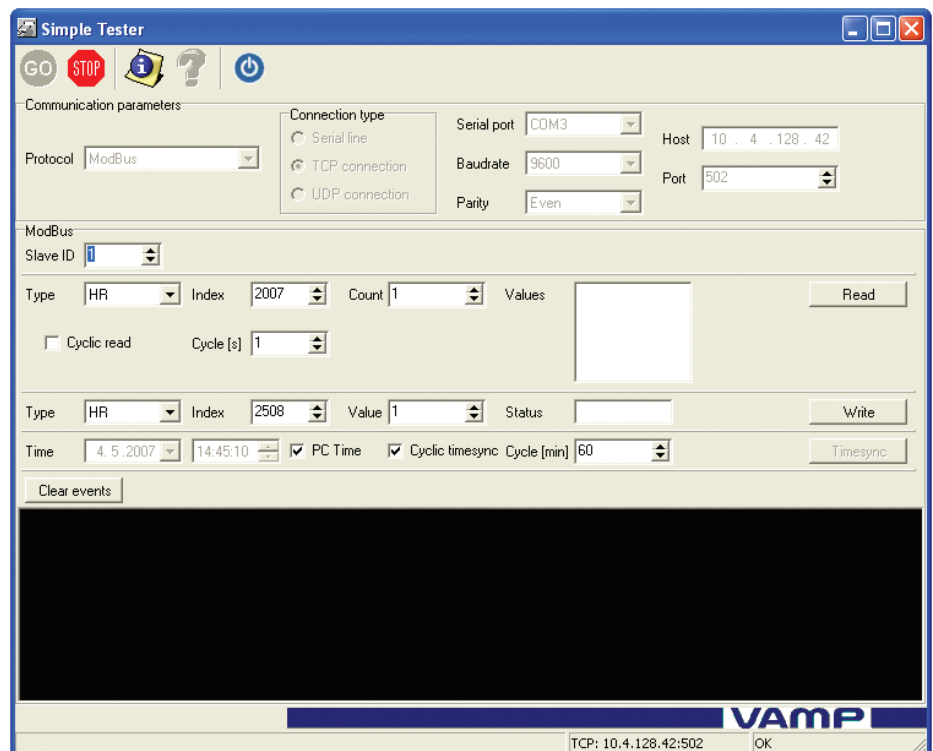 Simple Tester
GO STOP i ?
Communication parameters
Protocol ModBus
Connection type
Serial line
TCP connection
UDP connection
Serial port COM3
Baudrate 9600
Parity Even
Host 10 . 4 . 128 . 42
Port 502
ModBus
Slave ID 1
Type HR Index 2007 Count 1 Values Read
Cyclic read Cycle [s] 1
Type HR Index 2508 Value 1 Status Write
Time 4. 5.2007 14:45:10 PC Time Cyclic timesync Cycle [min] 60 Timesync
Clear events
VAMP
TCP: 10.4.128.42:502 OK